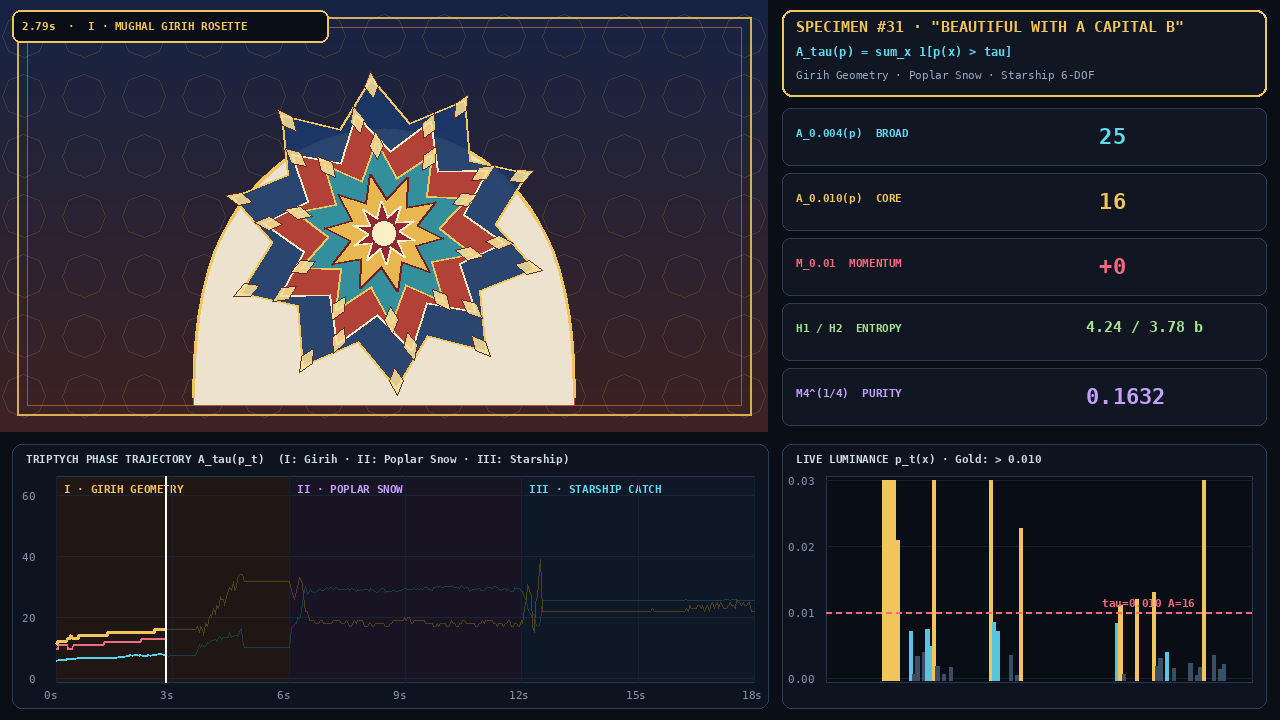 2.79s · I · MUGHAL GIRIH ROSETTE
SPECIMEN #31 · "BEAUTIFUL WITH A CAPITAL B"
A_tau(p) = sum_x 1[p(x) > tau]
Girih Geometry · Poplar Snow · Starship 6-DOF
A_0.004(p) BROAD 25
A_0.010(p) CORE 16
M_0.01 MOMENTUM +0
H1 / H2 ENTROPY 4.24 / 3.78 b
M4^(1/4) PURITY 0.1632
TRIPTYCH PHASE TRAJECTORY A_tau(p_t) (I: Girih · II: Poplar Snow · III: Starship)
I · GIRIH GEOMETRY II · POPLAR SNOW III · STARSHIP CATCH
60
40
20
0
0s 3s 6s 9s 12s 15s 18s
LIVE LUMINANCE p_t(x) · Gold: > 0.010
0.03
0.02
0.01
0.00
tau=0.010 A=16